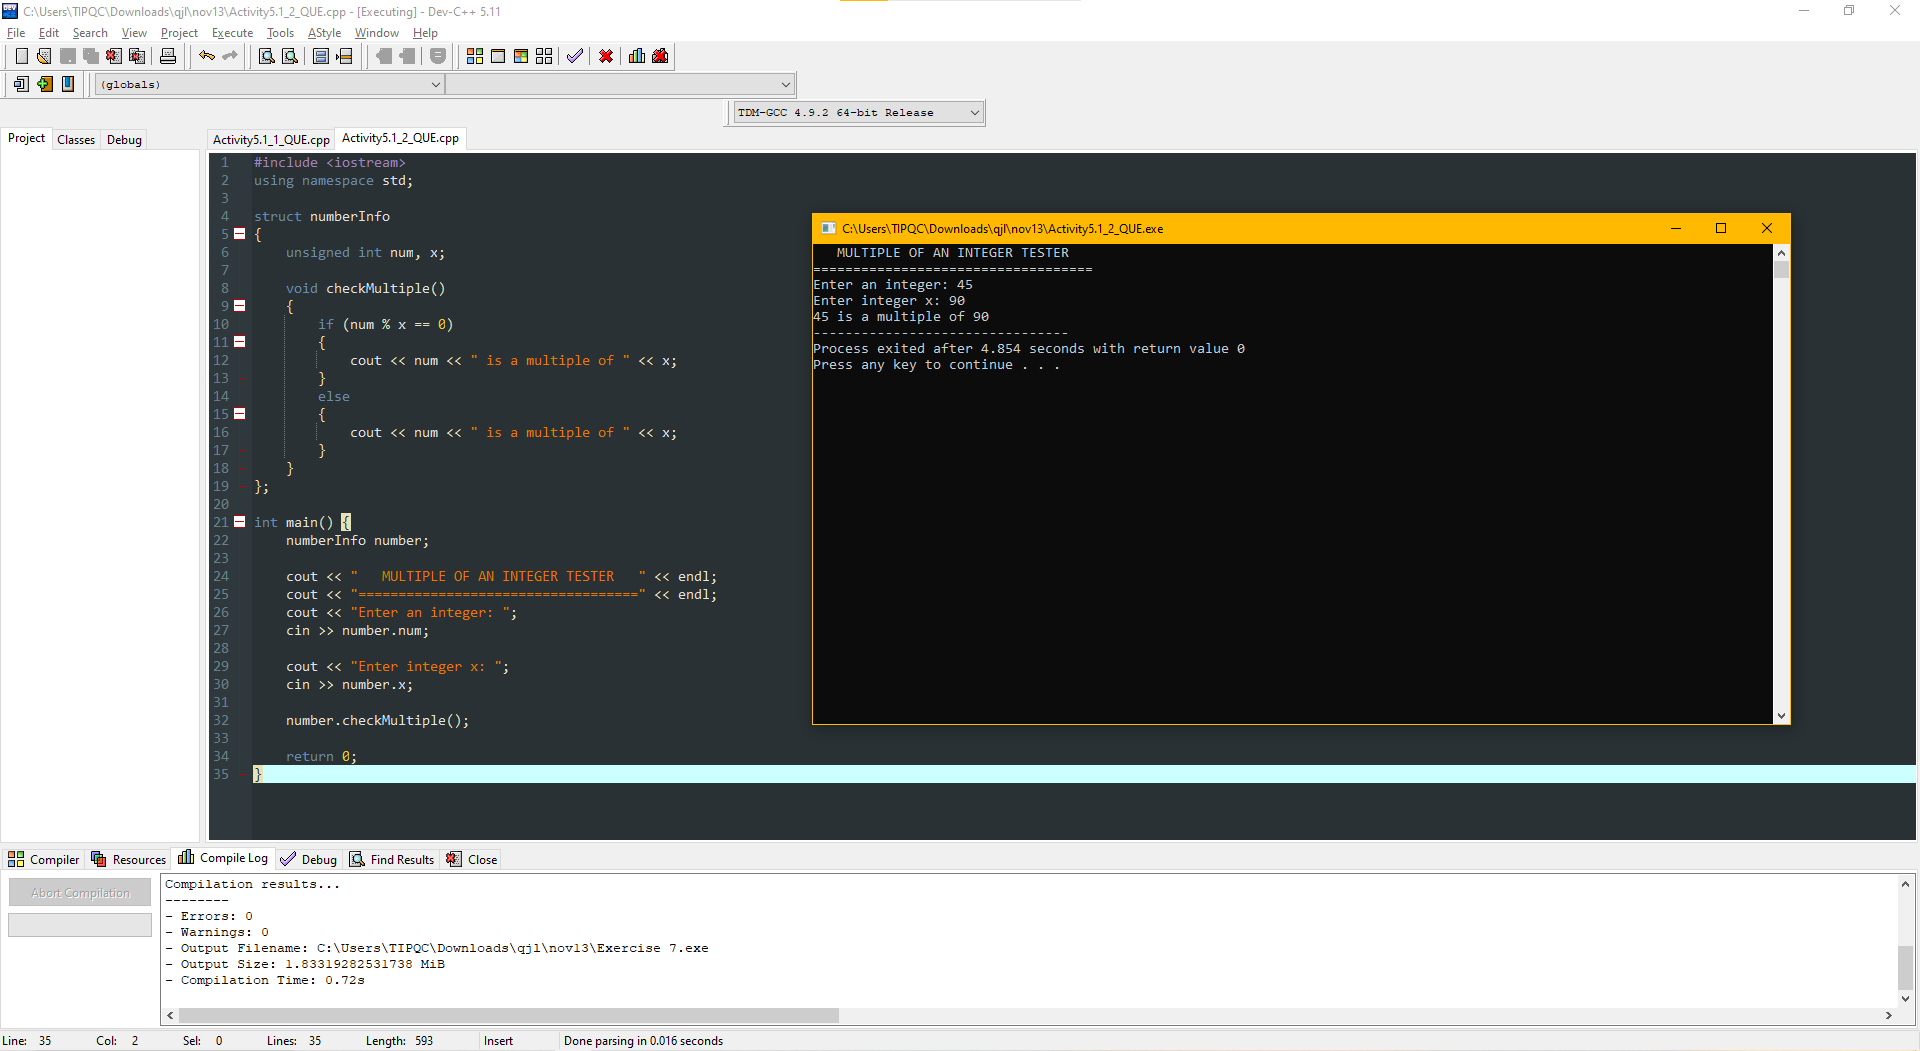 C:\Users\TIPQC\Downloads\qjl\nov13\Activity5.1_2_QUE.cpp - [Executing] - Dev-C++ 5.11
File Edit Search View Project Execute Tools AStyle Window Help
(globals)
TDM-GCC 4.9.2 64-bit Release
Project Classes Debug
Activity5.1_1_QUE.cpp Activity5.1_2_QUE.cpp
1 #include <iostream>
2 using namespace std;
3
4 struct numberInfo
5 {
6 unsigned int num, x;
7
8 void checkMultiple()
9 {
10 if (num % x == 0)
11 {
12 cout << num << " is a multiple of " << x;
13 }
14 else
15 {
16 cout << num << " is a multiple of " << x;
17 }
18 }
19 };
20
21 int main() {
22 numberInfo number;
23
24 cout << "   MULTIPLE OF AN INTEGER TESTER   " << endl;
25 cout << "===================================" << endl;
26 cout << "Enter an integer: ";
27 cin >> number.num;
28
29 cout << "Enter integer x: ";
30 cin >> number.x;
31
32 number.checkMultiple();
33
34 return 0;
35 }
C:\Users\TIPQC\Downloads\qjl\nov13\Activity5.1_2_QUE.exe
MULTIPLE OF AN INTEGER TESTER
===================================
Enter an integer: 45
Enter integer x: 90
45 is a multiple of 90
--------------------------------
Process exited after 4.854 seconds with return value 0
Press any key to continue . . .
Compiler Resources Compile Log Debug Find Results Close
Abort Compilation
Compilation results...
--------
- Errors: 0
- Warnings: 0
- Output Filename: C:\Users\TIPQC\Downloads\qjl\nov13\Exercise 7.exe
- Output Size: 1.83319282531738 MiB
- Compilation Time: 0.72s
Line: 35 Col: 2 Sel: 0 Lines: 35 Length: 593 Insert Done parsing in 0.016 seconds